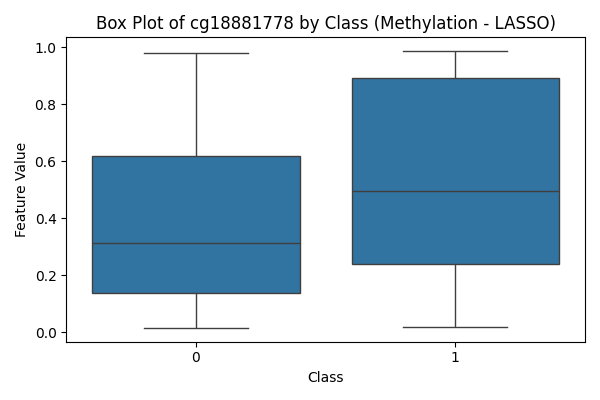 Box Plot of cg18881778 by Class (Methylation - LASSO)
1.0
0.8
0.6
0.4
0.2
0.0
Feature Value
0 1
Class